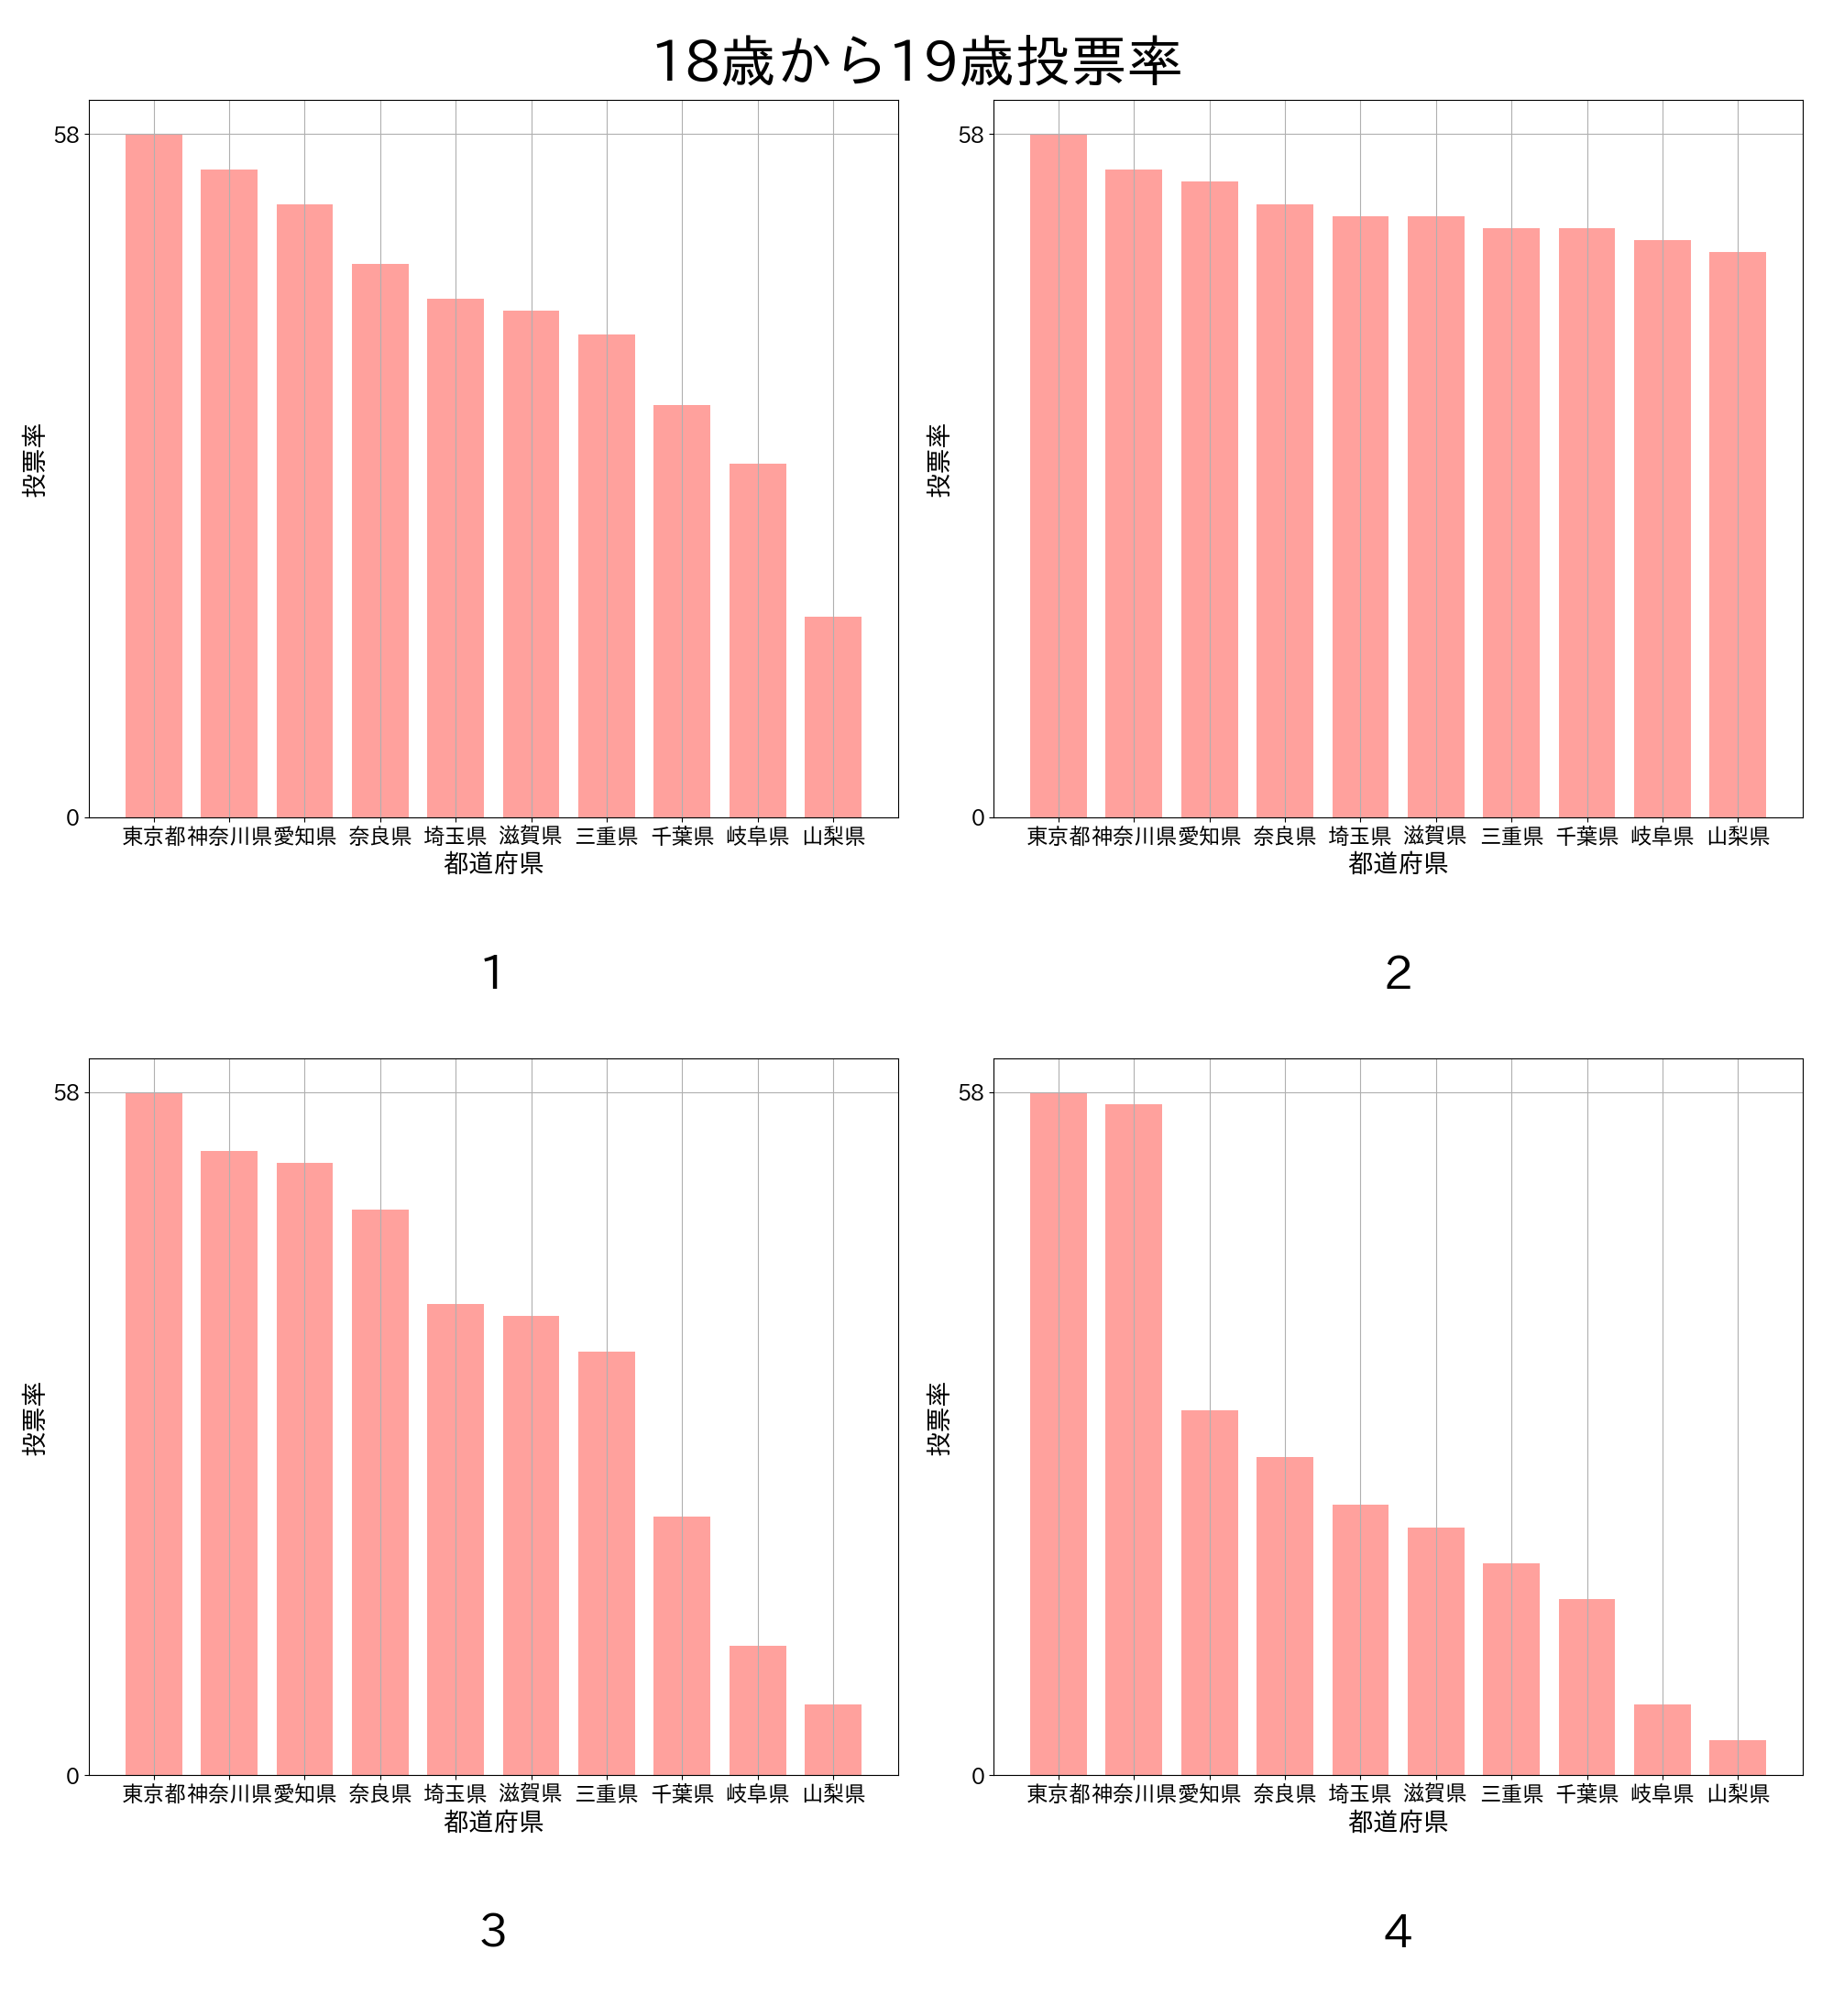 18歳から19歳投票率
58
0
投票率
東京都 神奈川県 愛知県 奈良県 埼玉県 滋賀県 三重県 千葉県 岐阜県 山梨県
都道府県
1
58
0
投票率
東京都 神奈川県 愛知県 奈良県 埼玉県 滋賀県 三重県 千葉県 岐阜県 山梨県
都道府県
2
58
0
投票率
東京都 神奈川県 愛知県 奈良県 埼玉県 滋賀県 三重県 千葉県 岐阜県 山梨県
都道府県
3
58
0
投票率
東京都 神奈川県 愛知県 奈良県 埼玉県 滋賀県 三重県 千葉県 岐阜県 山梨県
都道府県
4